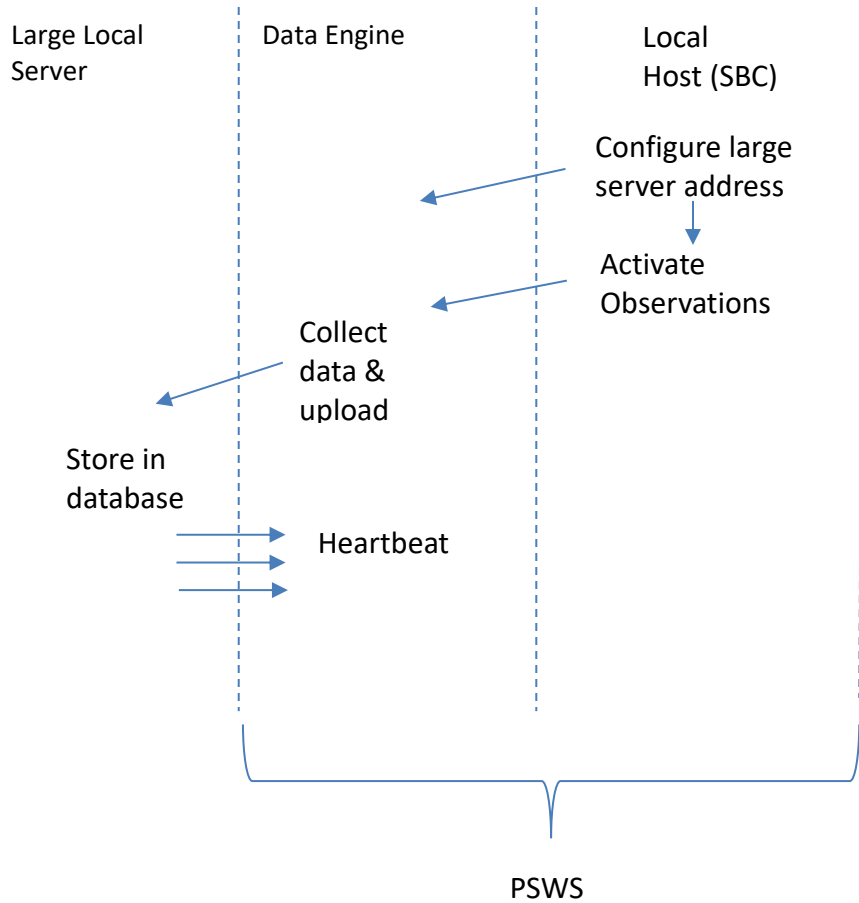 Large Local
Server
Data Engine
Local
Host (SBC)
Configure large
server address
Activate
Observations
Collect
data &
upload
Store in
database
Heartbeat
PSWS